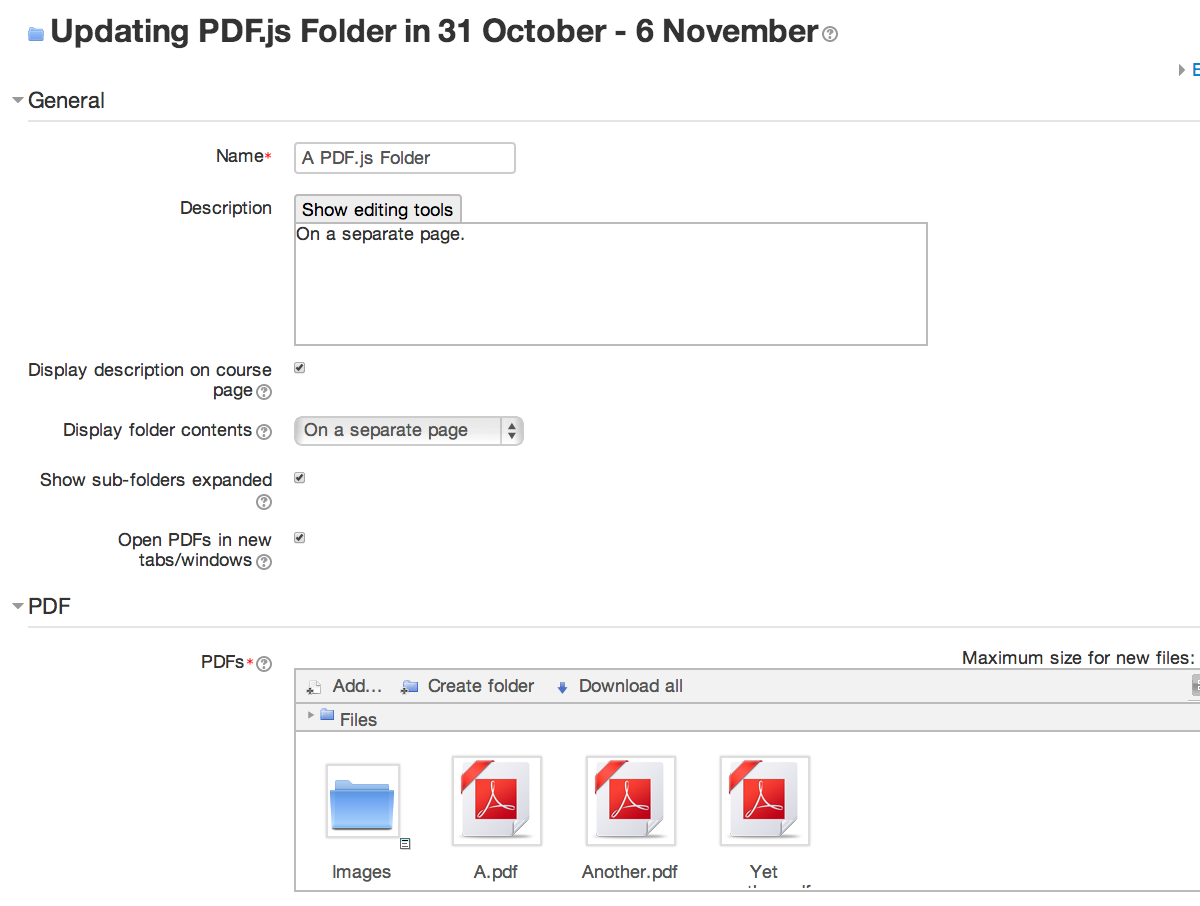 Updating PDF.js Folder in 31 October - 6 November
General
Name*
A PDF.js Folder
Description
Show editing tools
On a separate page.
Display description on course
page
Display folder contents
On a separate page
Show sub-folders expanded
Open PDFs in new
tabs/windows
PDF
PDFs*
Maximum size for new files:
Add...
Create folder
Download all
Files
Images
A.pdf
Another.pdf
Yet